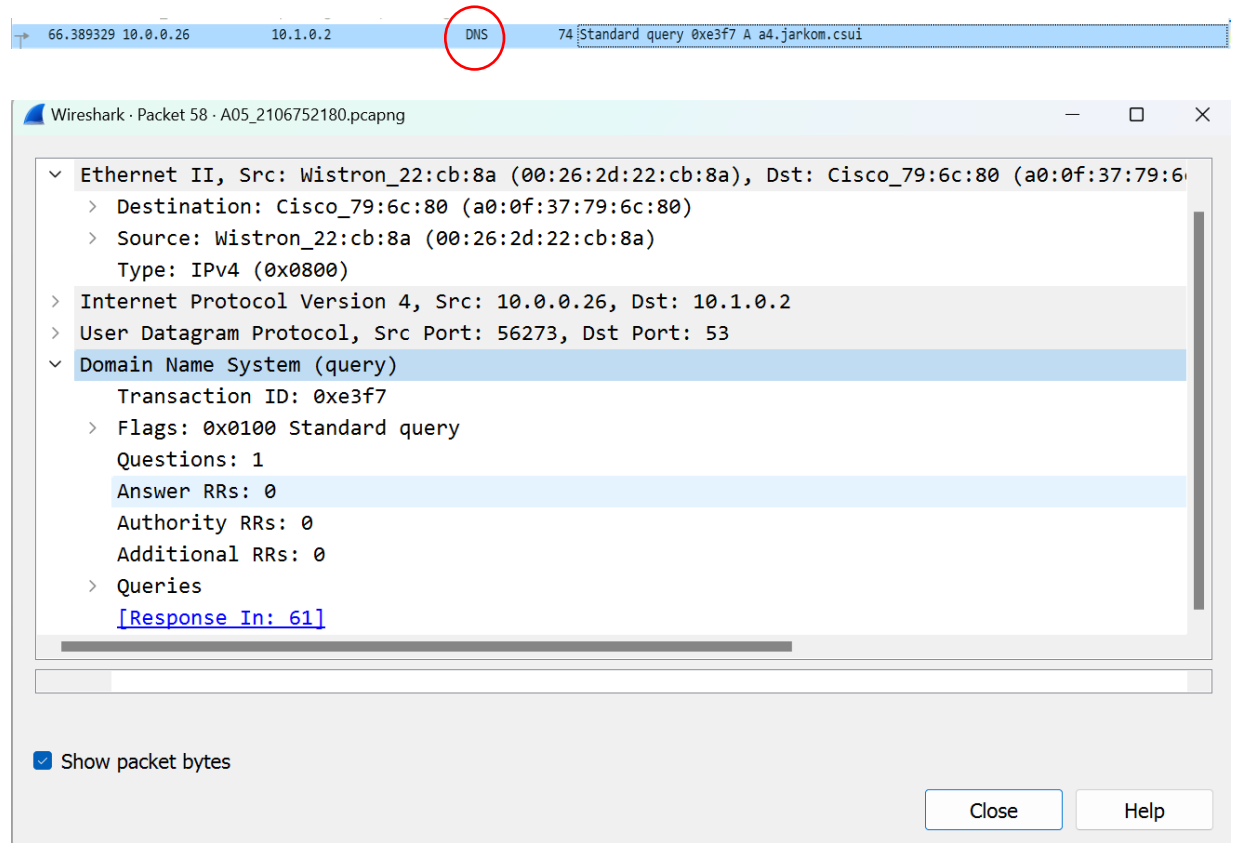 66.389329 10.0.0.26 10.1.0.2 DNS 74 Standard query 0xe3f7 A a4.jarkom.csui
Wireshark · Packet 58 · A05_2106752180.pcapng
Ethernet II, Src: Wistron_22:cb:8a (00:26:2d:22:cb:8a), Dst: Cisco_79:6c:80 (a0:0f:37:79:6
Destination: Cisco_79:6c:80 (a0:0f:37:79:6c:80)
Source: Wistron_22:cb:8a (00:26:2d:22:cb:8a)
Type: IPv4 (0x0800)
Internet Protocol Version 4, Src: 10.0.0.26, Dst: 10.1.0.2
User Datagram Protocol, Src Port: 56273, Dst Port: 53
Domain Name System (query)
Transaction ID: 0xe3f7
Flags: 0x0100 Standard query
Questions: 1
Answer RRs: 0
Authority RRs: 0
Additional RRs: 0
Queries
[Response In: 61]
Show packet bytes
Close Help